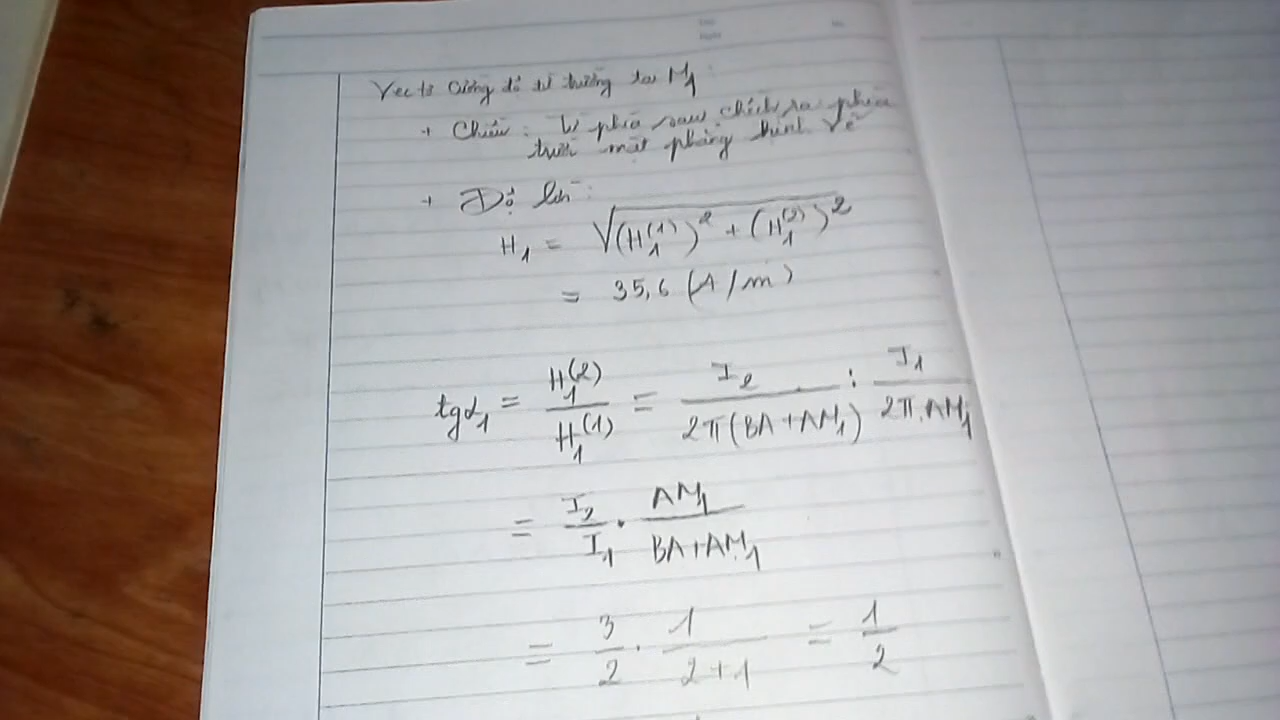 Vectơ cường độ từ trường tại M₁:
+ Chiều: Từ phía sau chếch ra phía
trước mặt phẳng hình vẽ
+ Độ lớn:
H₁ = √((H₁⁽¹⁾)² + (H₁⁽²⁾)²)
= 35,6 (A/m)
tgα₁ = H₁⁽²⁾/H₁⁽¹⁾ = I₂/(2π(BA+AM₁)) : I₁/(2π.AM₁)
= I₂/I₁ . AM₁/(BA+AM₁)
= 3/2 . 1/(2+1) = 1/2